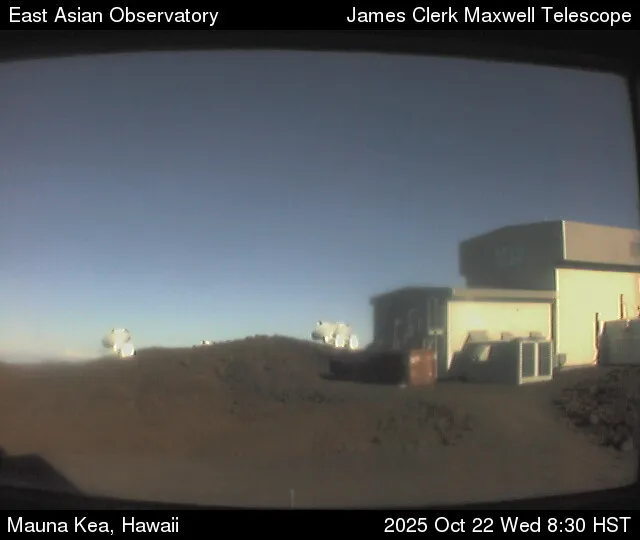 East Asian Observatory
James Clerk Maxwell Telescope
Mauna Kea, Hawaii
2025 Oct 22 Wed 8:30 HST